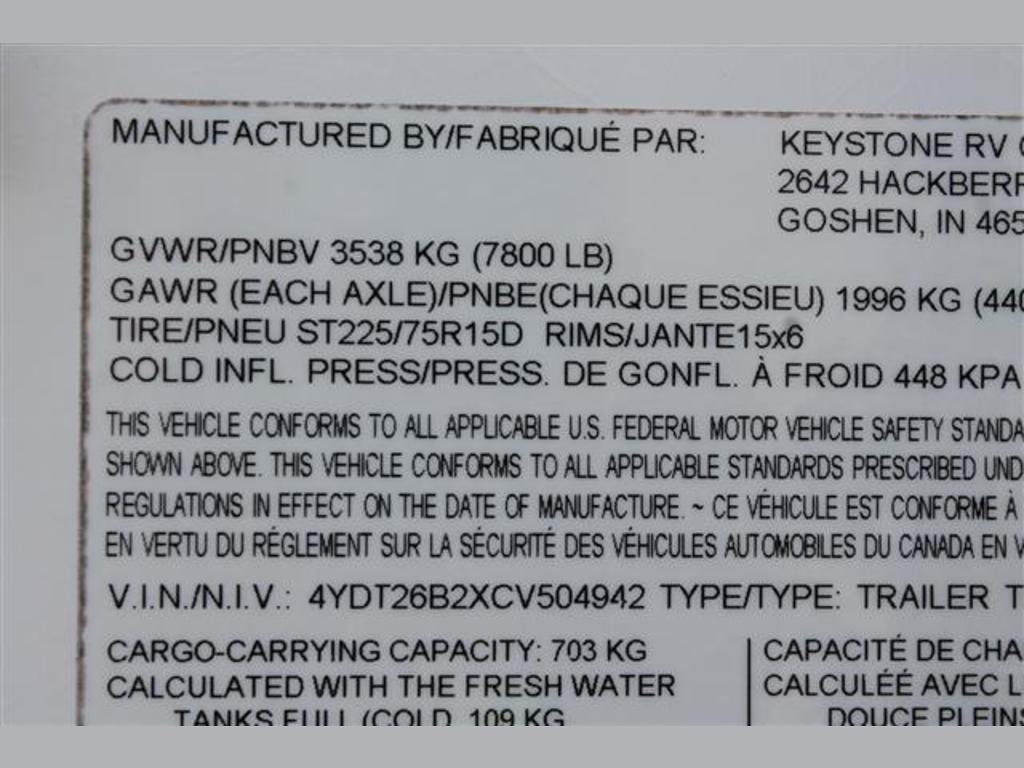 MANUFACTURED BY/FABRIQUÉ PAR: KEYSTONE RV
2642 HACKBERR
GOSHEN, IN 465
GVWR/PNBV 3538 KG (7800 LB)
GAWR (EACH AXLE)/PNBE(CHAQUE ESSIEU) 1996 KG (440
TIRE/PNEU ST225/75R15D RIMS/JANTE15x6
COLD INFL. PRESS/PRESS. DE GONFL. À FROID 448 KPA
THIS VEHICLE CONFORMS TO ALL APPLICABLE U.S. FEDERAL MOTOR VEHICLE SAFETY STANDA
SHOWN ABOVE. THIS VEHICLE CONFORMS TO ALL APPLICABLE STANDARDS PRESCRIBED UND
REGULATIONS IN EFFECT ON THE DATE OF MANUFACTURE. ~ CE VÉHICULE EST CONFORME À
EN VERTU DU RÉGLEMENT SUR LA SÉCURITÉ DES VÉHICULES AUTOMOBILES DU CANADA EN V
V.I.N./N.I.V.: 4YDT26B2XCV504942 TYPE/TYPE: TRAILER T
CARGO-CARRYING CAPACITY: 703 KG
CALCULATED WITH THE FRESH WATER
TANKS FULL (COLD 109 KG
CAPACITÉ DE CHA
CALCULÉÉ AVEC L
DOUCE PLEINS